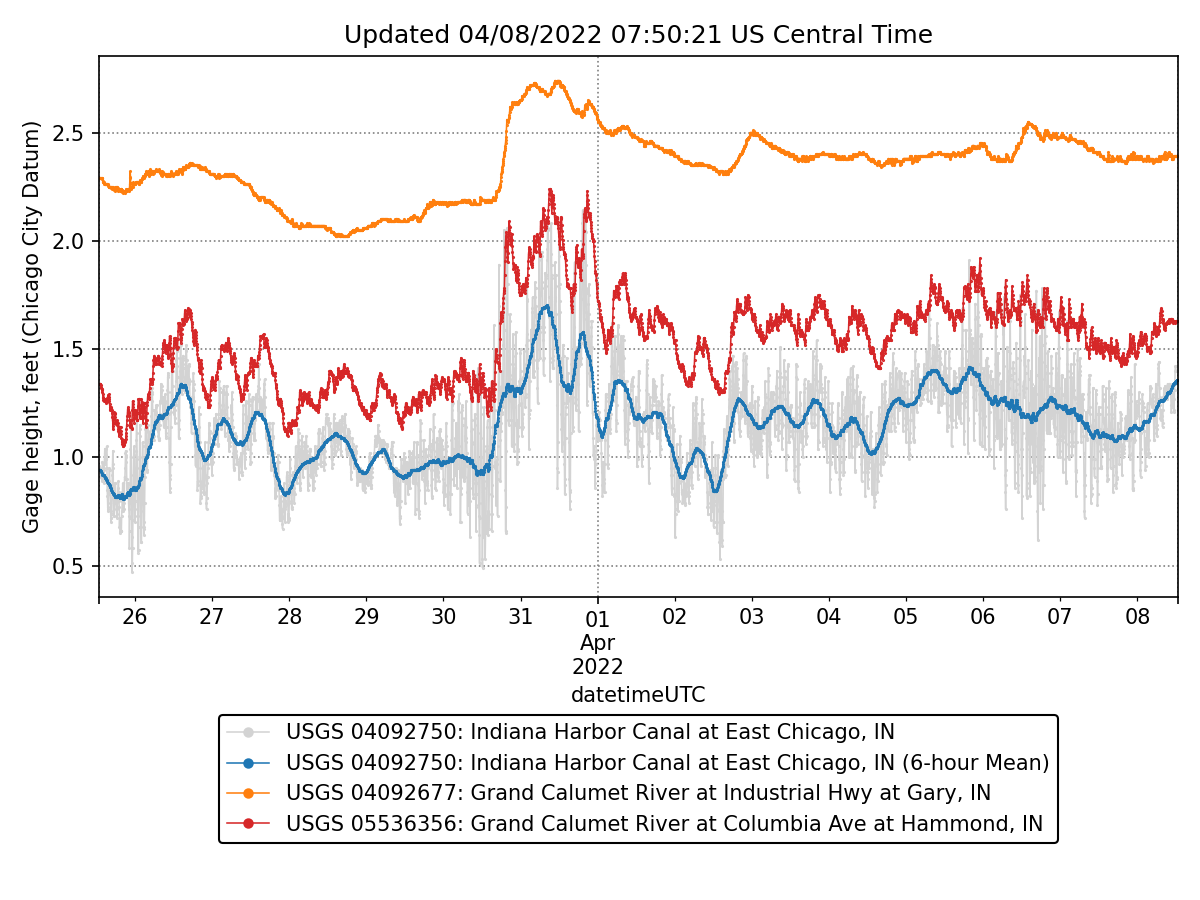 Updated 04/08/2022 07:50:21 US Central Time
Gage height, feet (Chicago City Datum)
2.5
2.0
1.5
1.0
0.5
26 27 28 29 30 31 01 02 03 04 05 06 07 08
Apr
2022
datetimeUTC
USGS 04092750: Indiana Harbor Canal at East Chicago, IN
USGS 04092750: Indiana Harbor Canal at East Chicago, IN (6-hour Mean)
USGS 04092677: Grand Calumet River at Industrial Hwy at Gary, IN
USGS 05536356: Grand Calumet River at Columbia Ave at Hammond, IN